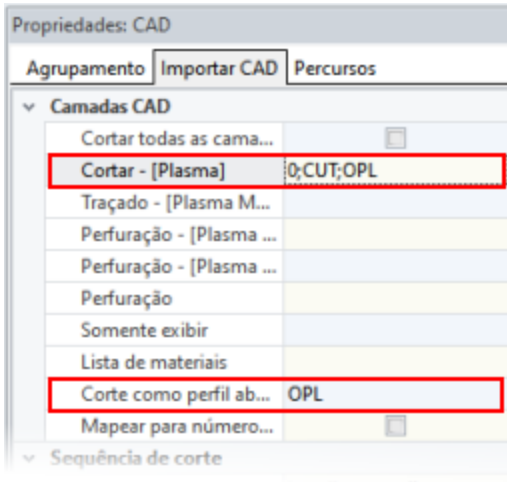 Propriedades: CAD
Agrupamento Importar CAD Percursos
Camadas CAD
Cortar todas as cama...
Cortar - [Plasma] 0;CUT;OPL
Traçado - [Plasma M...
Perfuração - [Plasma ...
Perfuração - [Plasma ...
Perfuração
Somente exibir
Lista de materiais
Corte como perfil ab... OPL
Mapear para número...
Sequência de corte